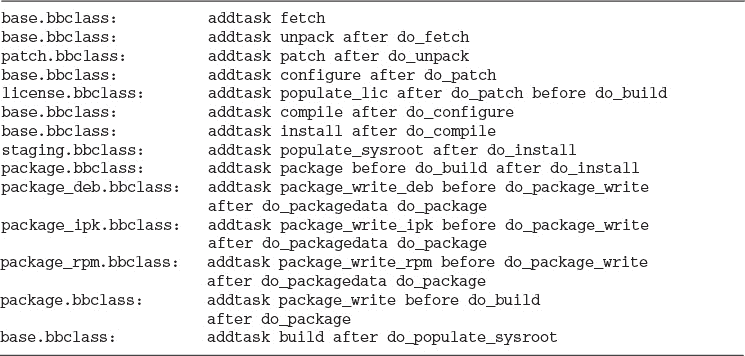 base.bbclass: addtask fetch
base.bbclass: addtask unpack after do_fetch
patch.bbclass: addtask patch after do_unpack
base.bbclass: addtask configure after do_patch
license.bbclass: addtask populate_lic after do_patch before do_build
base.bbclass: addtask compile after do_configure
base.bbclass: addtask install after do_compile
staging.bbclass: addtask populate_sysroot after do_install
package.bbclass: addtask package before do_build after do_install
package_deb.bbclass: addtask package_write_deb before do_package_write
after do_packagedata do_package
package_ipk.bbclass: addtask package_write_ipk before do_package_write
after do_packagedata do_package
package_rpm.bbclass: addtask package_write_rpm before do_package_write
after do_packagedata do_package
package.bbclass: addtask package_write before do_build
after do_package
base.bbclass: addtask build after do_populate_sysroot